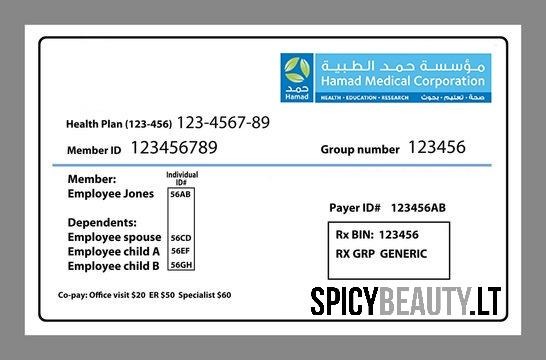 مؤسسة حمد الطبية
Hamad Medical Corporation
حمد
Hamad
HEALTH • EDUCATION • RESEARCH صحة • تعليم • بحوث
Health Plan (123-456) 123-4567-89
Member ID 123456789
Group number 123456
Individual
ID#
Member:
Employee Jones 56AB
Dependents:
Employee spouse 56CD
Employee child A 56EF
Employee child B 56GH
Payer ID# 123456AB
Rx BIN: 123456
RX GRP GENERIC
Co-pay: Office visit $20 ER $50 Specialist $60
SPICYBEAUTY.LT